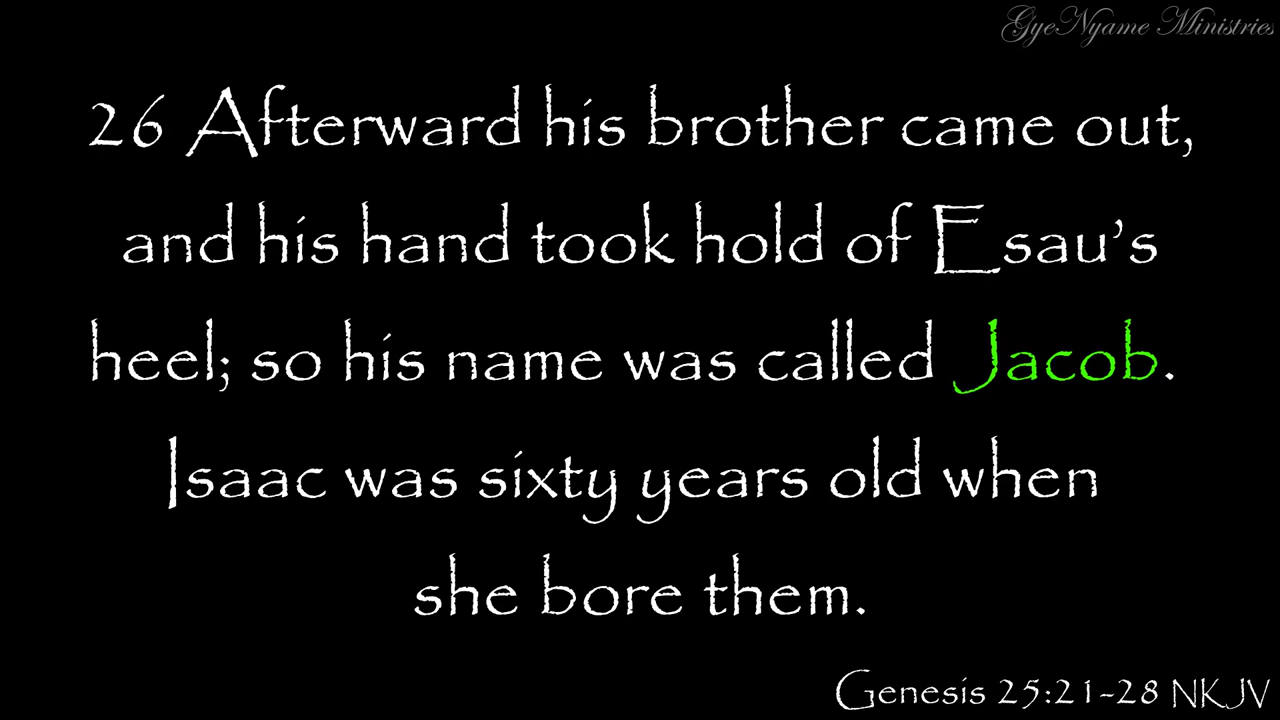 GyeNyame Ministries
26 Afterward his brother came out,
and his hand took hold of Esau’s
heel; so his name was called Jacob.
Isaac was sixty years old when
she bore them.
Genesis 25:21-28 NKJV